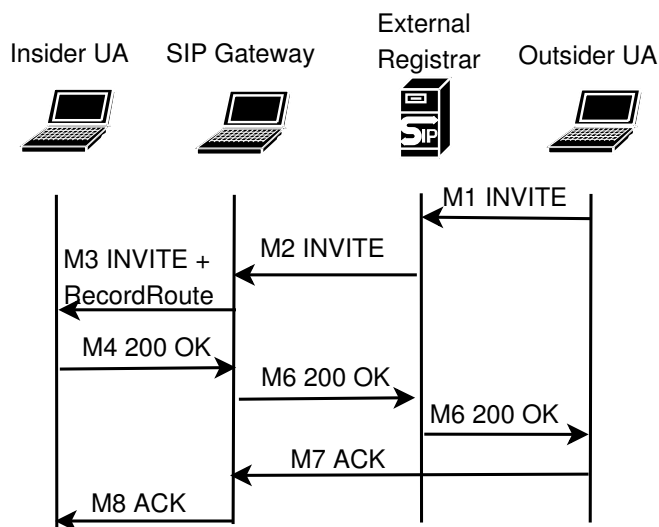 Insider UA
SIP Gateway
External
Registrar
Outsider UA
SIP
M1 INVITE
M2 INVITE
M3 INVITE +
RecordRoute
M4 200 OK
M6 200 OK
M6 200 OK
M7 ACK
M8 ACK